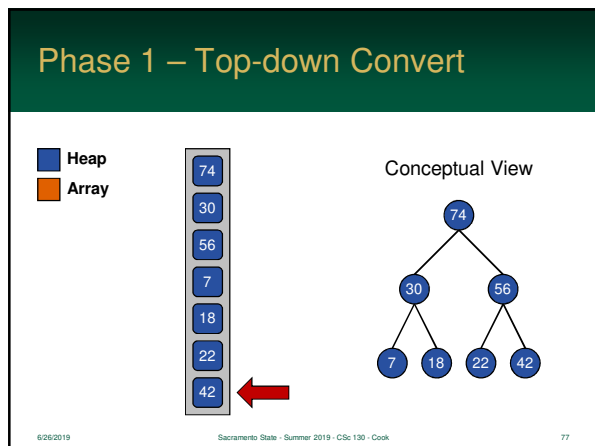 Phase 1 – Top-down Convert
Heap
Array
74
30
56
7
18
22
42
Conceptual View
74
30 56
7 18 22 42
6/26/2019 Sacramento State - Summer 2019 - CSc 130 - Cook 77